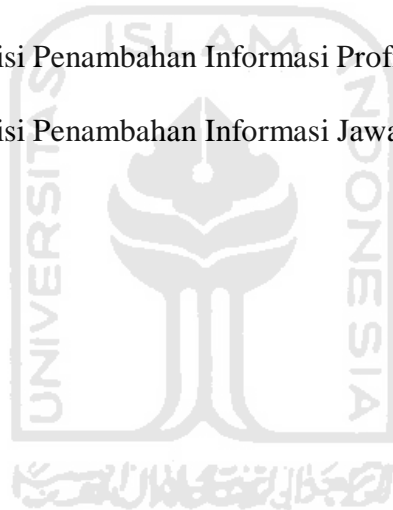 ISLAM
isi Penambahan Informasi Prof
isi Penambahan Informasi Jawa
UNIVERSITAS
INDONESIA